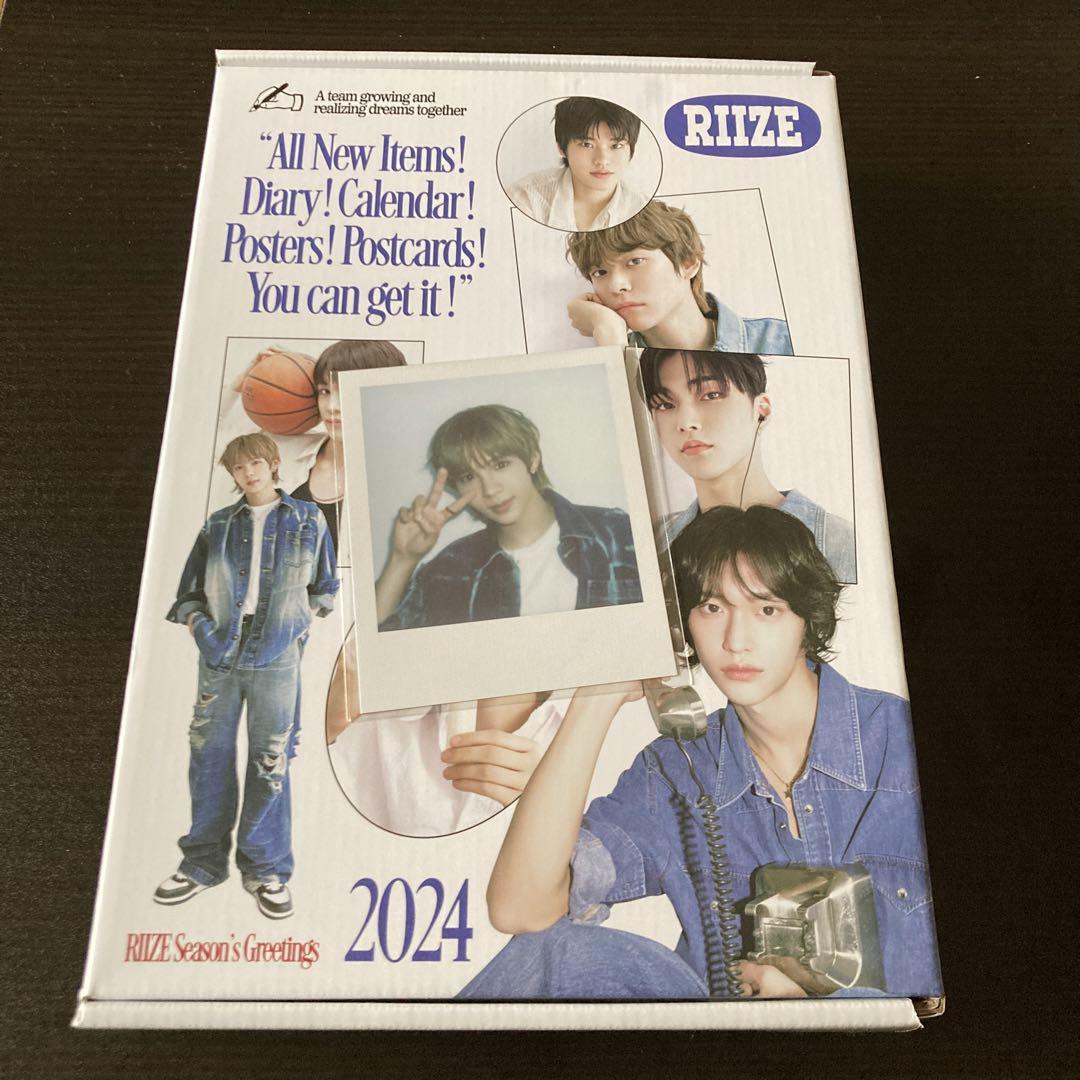 A team growing and
realizing dreams together
RIIZE
“All New Items!
Diary! Calendar!
Posters! Postcards!
You can get it!”
2024
RIIZE Season's Greetings